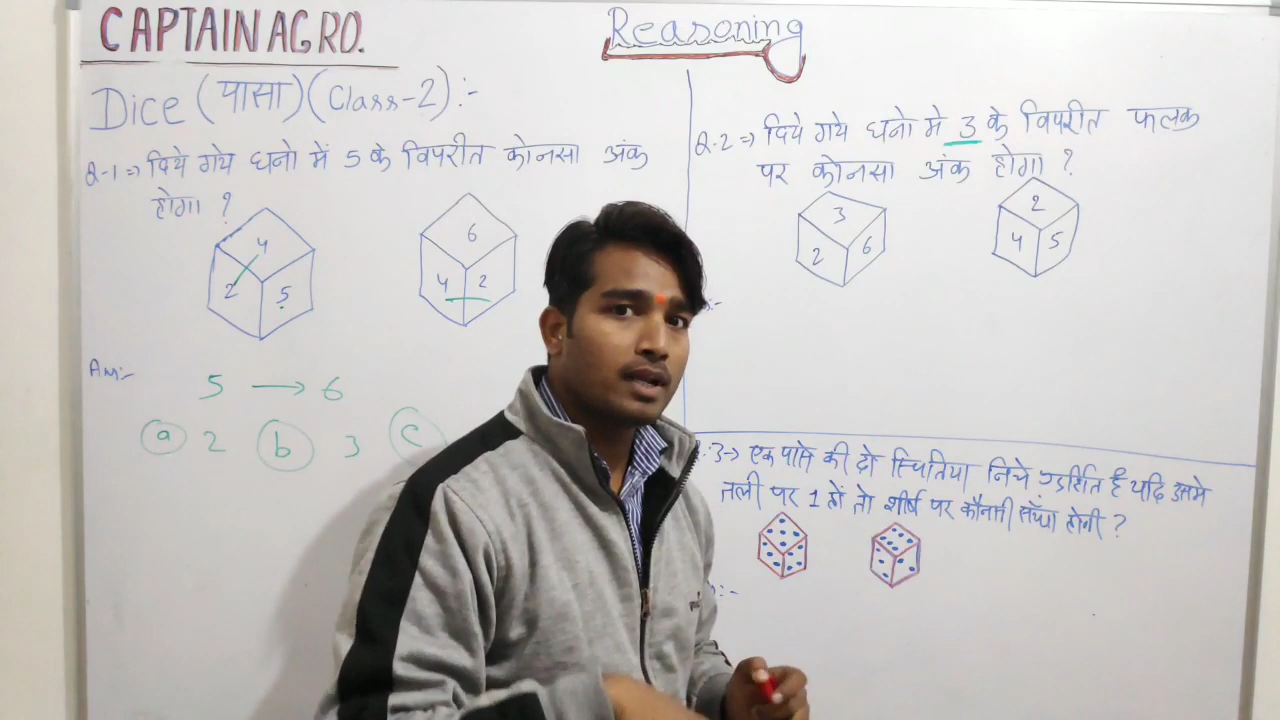 CAPTAIN AGRO.
Reasoning
Dice (पासा) (Class-2) :-
Q.-1 => दिये गये घनो में 5 के विपरीत कोनसा अंक
होगा ?
4
2
5
6
4
2
Ans:-
5 → 6
a 2 b 3 c
Q.2 => दिये गये घनो मे 3 के विपरीत फलक
पर कोनसा अंक होगा ?
3
2
6
2
4
5
:3-> एक पासे की दो स्थितिया निचे प्रदर्शित है यदि उसमे
तली पर 1 हों तो शीर्ष पर कौनसी संख्या होगी ?
:-